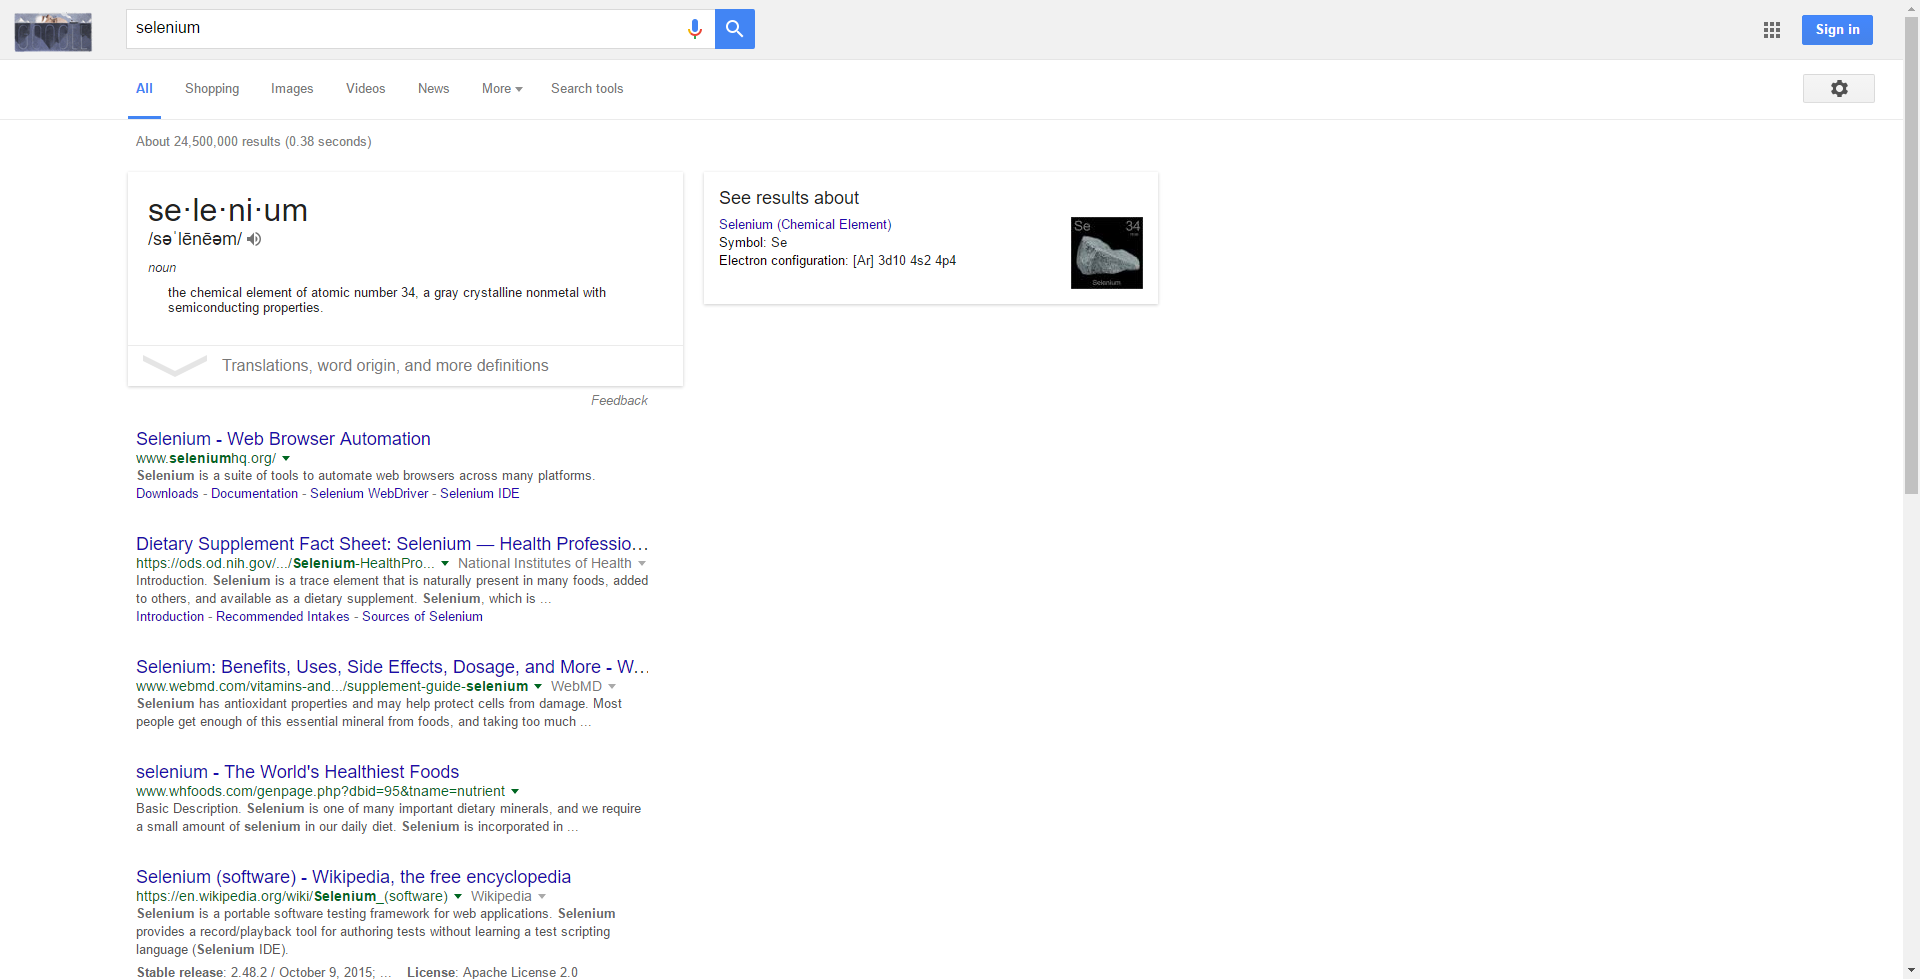 selenium
Sign in
All Shopping Images Videos News More Search tools
About 24,500,000 results (0.38 seconds)
se·le·ni·um
/səˈlēnēəm/
noun
the chemical element of atomic number 34, a gray crystalline nonmetal with
semiconducting properties.
Translations, word origin, and more definitions
Feedback
See results about
Selenium (Chemical Element)
Symbol: Se
Electron configuration: [Ar] 3d10 4s2 4p4
Se 34
Selenium
Selenium - Web Browser Automation
www.seleniumhq.org/
Selenium is a suite of tools to automate web browsers across many platforms.
Downloads - Documentation - Selenium WebDriver - Selenium IDE
Dietary Supplement Fact Sheet: Selenium — Health Professio...
https://ods.od.nih.gov/.../Selenium-HealthPro... National Institutes of Health
Introduction. Selenium is a trace element that is naturally present in many foods, added
to others, and available as a dietary supplement. Selenium, which is ...
Introduction - Recommended Intakes - Sources of Selenium
Selenium: Benefits, Uses, Side Effects, Dosage, and More - W...
www.webmd.com/vitamins-and.../supplement-guide-selenium WebMD
Selenium has antioxidant properties and may help protect cells from damage. Most
people get enough of this essential mineral from foods, and taking too much ...
selenium - The World's Healthiest Foods
www.whfoods.com/genpage.php?dbid=95&tname=nutrient
Basic Description. Selenium is one of many important dietary minerals, and we require
a small amount of selenium in our daily diet. Selenium is incorporated in ...
Selenium (software) - Wikipedia, the free encyclopedia
https://en.wikipedia.org/wiki/Selenium_(software) Wikipedia
Selenium is a portable software testing framework for web applications. Selenium
provides a record/playback tool for authoring tests without learning a test scripting
language (Selenium IDE).
Stable release: 2.48.2 / October 9, 2015; ... License: Apache License 2.0